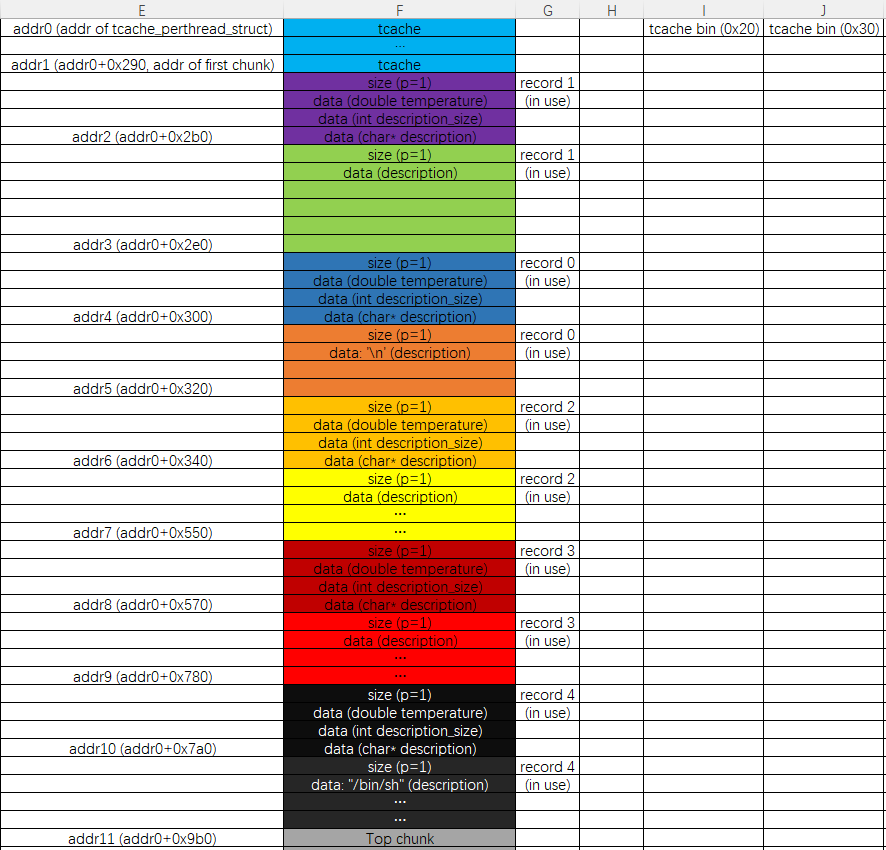 E F G H I J
addr0 (addr of tcache_perthread_struct) tcache tcache bin (0x20) tcache bin (0x30)
...
addr1 (addr0+0x290, addr of first chunk) tcache
size (p=1) record 1
data (double temperature) (in use)
data (int description_size)
addr2 (addr0+0x2b0) data (char* description)
size (p=1) record 1
data (description) (in use)
addr3 (addr0+0x2e0)
size (p=1) record 0
data (double temperature) (in use)
data (int description_size)
addr4 (addr0+0x300) data (char* description)
size (p=1) record 0
data: '\n' (description) (in use)
addr5 (addr0+0x320)
size (p=1) record 2
data (double temperature) (in use)
data (int description_size)
addr6 (addr0+0x340) data (char* description)
size (p=1) record 2
data (description) (in use)
...
addr7 (addr0+0x550) ...
size (p=1) record 3
data (double temperature) (in use)
data (int description_size)
addr8 (addr0+0x570) data (char* description)
size (p=1) record 3
data (description) (in use)
...
addr9 (addr0+0x780) ...
size (p=1) record 4
data (double temperature) (in use)
data (int description_size)
addr10 (addr0+0x7a0) data (char* description)
size (p=1) record 4
data: "/bin/sh" (description) (in use)
...
...
addr11 (addr0+0x9b0) Top chunk